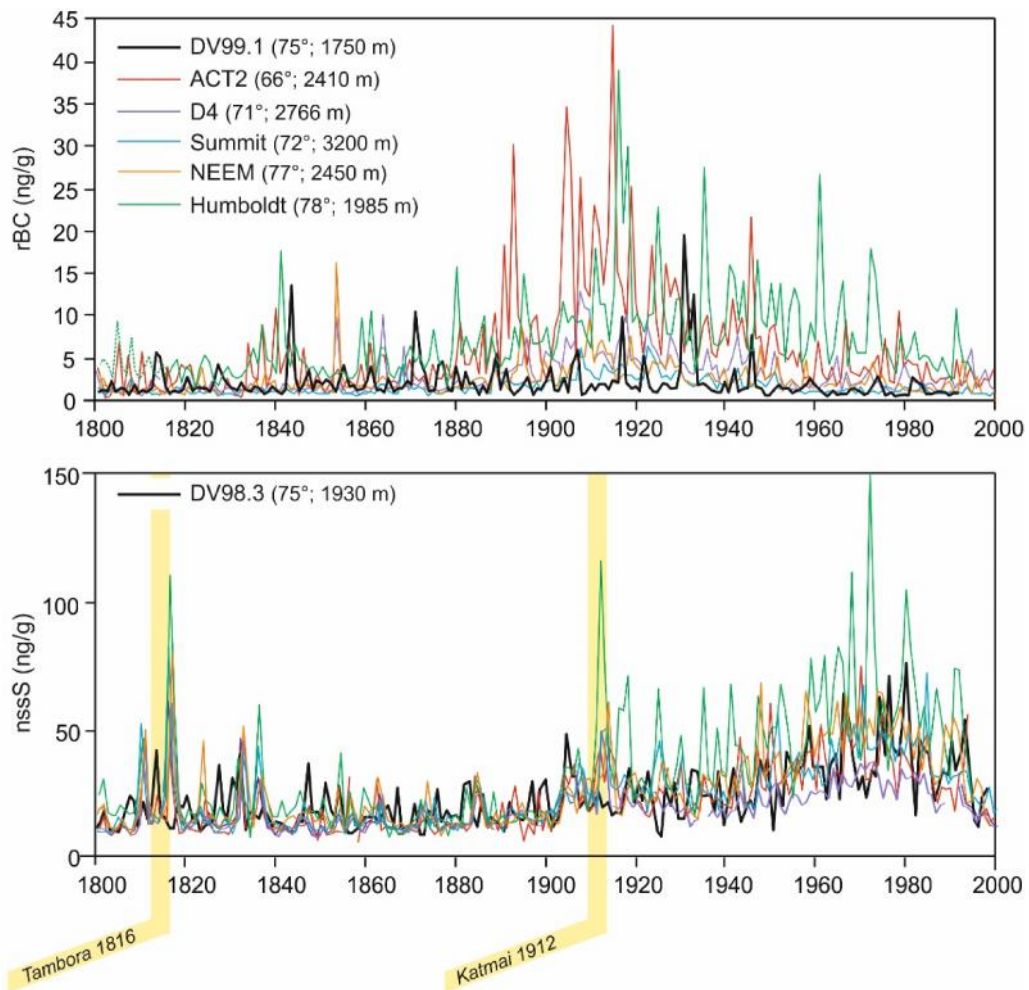 45
40
35
30
25
20
15
10
5
0
rBC (ng/g)
DV99.1 (75°; 1750 m)
ACT2 (66°; 2410 m)
D4 (71°; 2766 m)
Summit (72°; 3200 m)
NEEM (77°; 2450 m)
Humboldt (78°; 1985 m)
1800 1820 1840 1860 1880 1900 1920 1940 1960 1980 2000
150
100
50
0
nssS (ng/g)
DV98.3 (75°; 1930 m)
1800 1820 1840 1860 1880 1900 1920 1940 1960 1980 2000
Tambora 1816
Katmai 1912